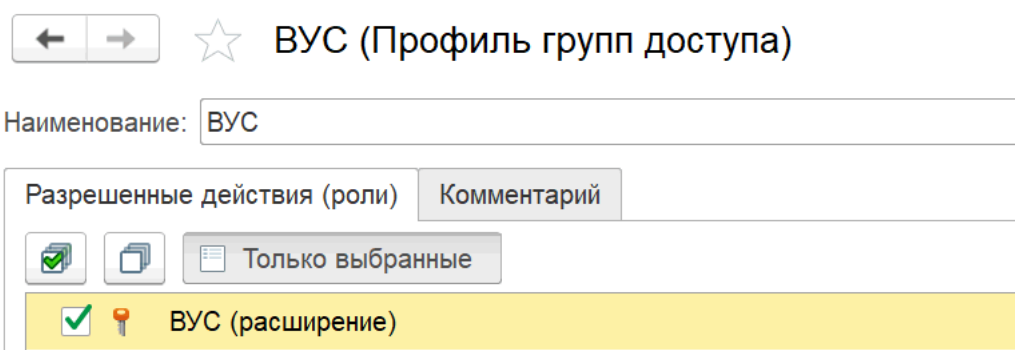 ВУС (Профиль групп доступа)
Наименование: ВУС
Разрешенные действия (роли) Комментарий
Только выбранные
ВУС (расширение)